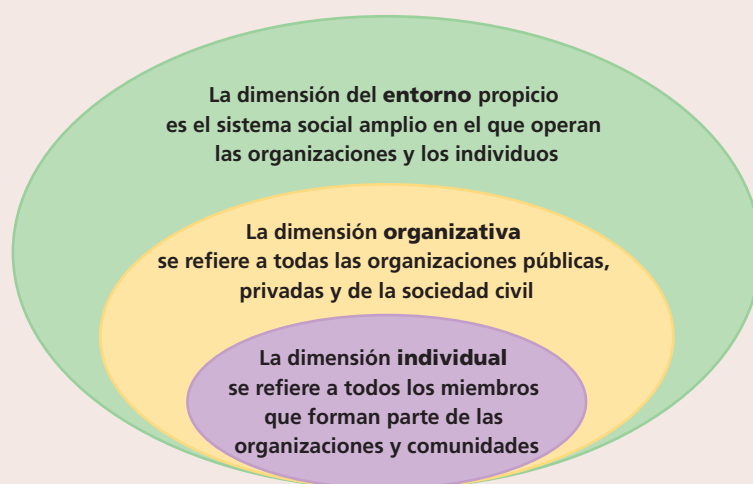 La dimensión del entorno propicio
es el sistema social amplio en el que operan
las organizaciones y los individuos
La dimensión organizativa
se refiere a todas las organizaciones públicas,
privadas y de la sociedad civil
La dimensión individual
se refiere a todos los miembros
que forman parte de las
organizaciones y comunidades